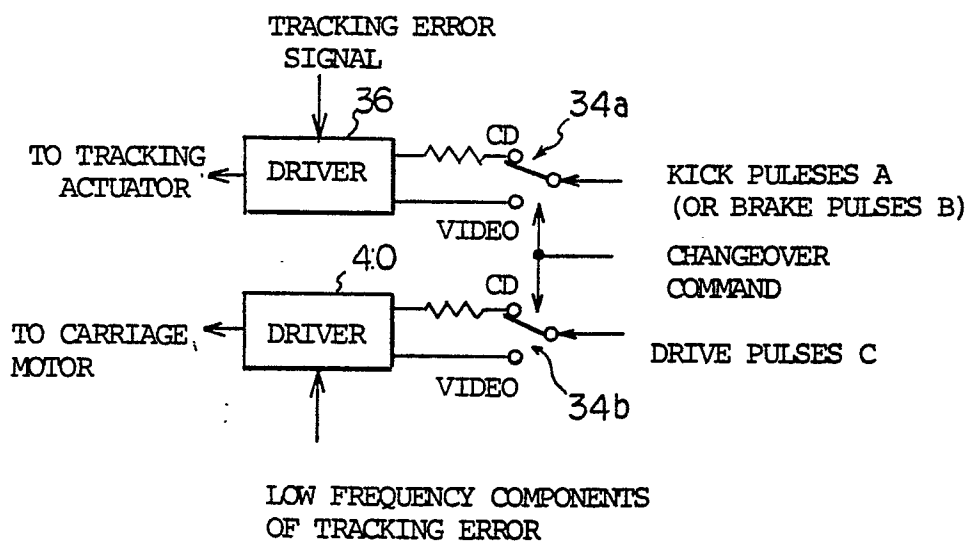 TRACKING ERROR
SIGNAL
36
34a
CD
TO TRACKING
ACTUATOR
DRIVER
KICK PULESES A
(OR BRAKE PULSES B)
VIDEO
40
CHANGEOVER
COMMAND
CD
TO CARRIAGE
MOTOR
DRIVER
DRIVE PULSES C
VIDEO
34b
LOW FREQUENCY COMPONENTS
OF TRACKING ERROR